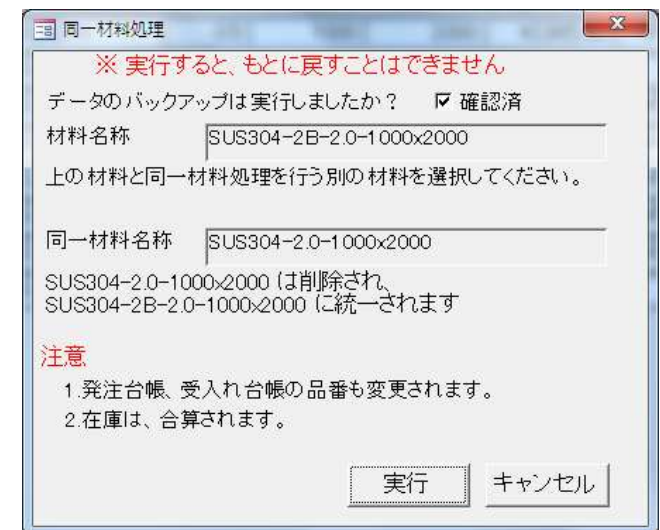 同一材料処理
※ 実行すると、もとに戻すことはできません
データのバックアップは実行しましたか？ 確認済
材料名称 SUS304-2B-2.0-1000x2000
上の材料と同一材料処理を行う別の材料を選択してください。
同一材料名称 SUS304-2.0-1000x2000
SUS304-2.0-1000x2000 は削除され、
SUS304-2B-2.0-1000x2000 に統一されます
注意
1.発注台帳、受入れ台帳の品番も変更されます。
2.在庫は、合算されます。
実行 キャンセル